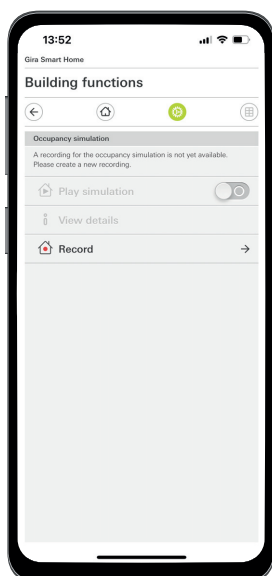 13:52
Gira Smart Home
Building functions
Occupancy simulation
A recording for the occupancy simulation is not yet available.
Please create a new recording.
Play simulation
View details
Record